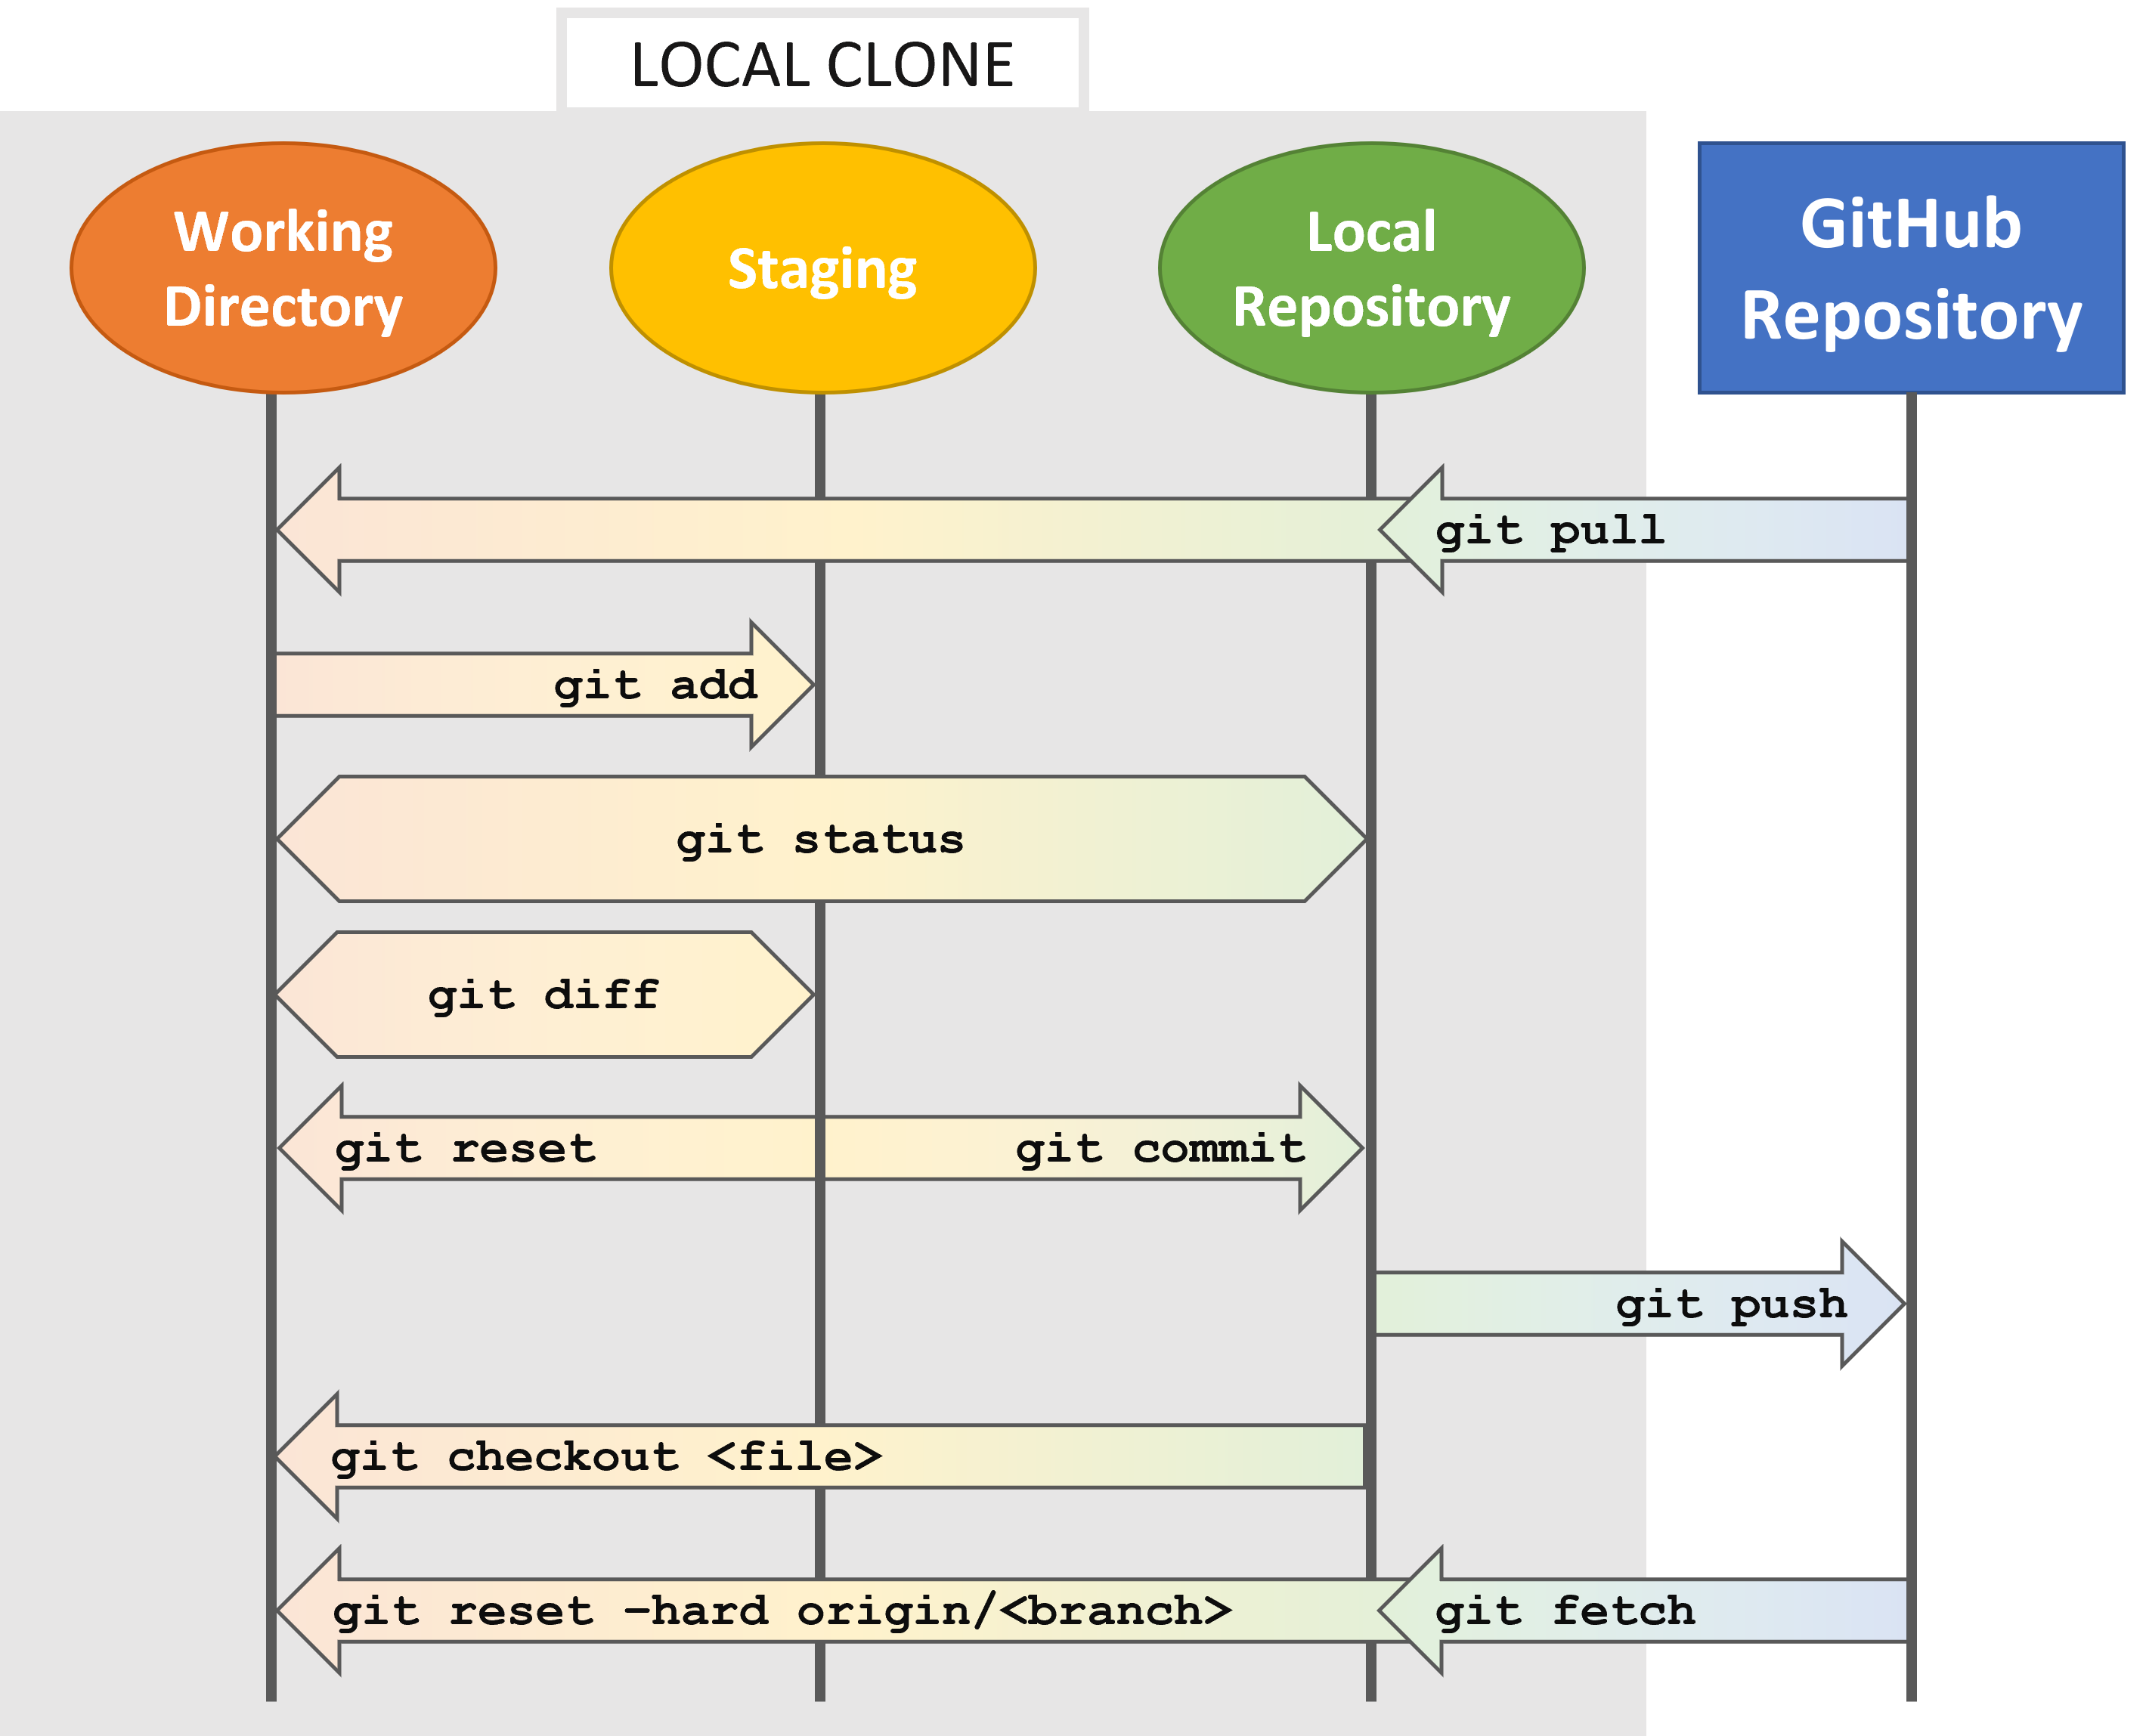 LOCAL CLONE
Working
Directory
Staging
Local
Repository
GitHub
Repository
git pull
git add
git status
git diff
git reset
git commit
git push
git checkout <file>
git reset –hard origin/<branch>
git fetch